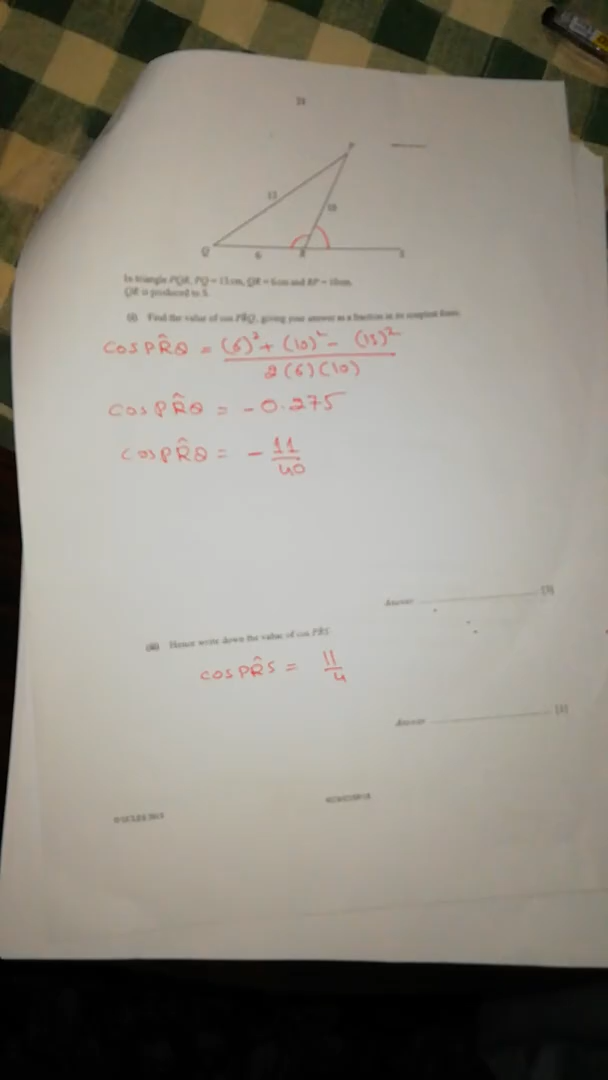 P
13
10
Q
6
R
S
In triangle PQR, PQ = 13cm, QR = 6cm and RP = 10cm.
QR is produced to S.
(i) Find the value of cos PR̂Q, giving your answer as a fraction in its simplest form.
cos PR̂Q = (6)² + (10)² - (13)²
2(6)(10)
cos PR̂Q = - 0.275
cos PR̂Q = - 11
40
Answer [3]
(ii) Hence write down the value of cos PR̂S
cos PR̂S = 11
4
Answer [1]